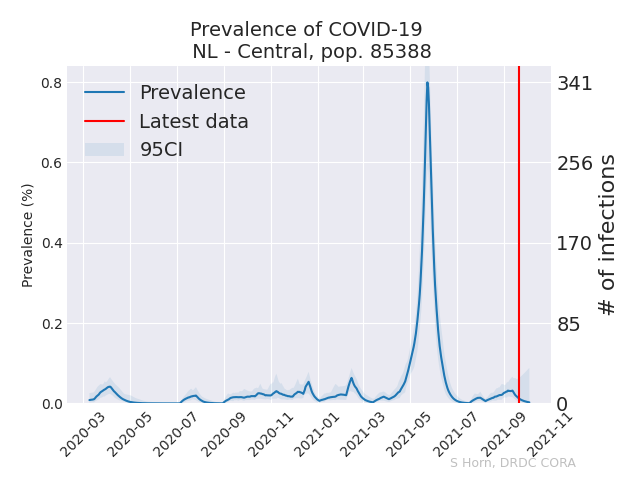 Prevalence of COVID-19
NL - Central, pop. 85388
Prevalence
Latest data
95CI
Prevalence (%)
0.8
0.6
0.4
0.2
0.0
341
256
170
85
0
# of infections
2020-03
2020-05
2020-07
2020-09
2020-11
2021-01
2021-03
2021-05
2021-07
2021-09
2021-11
S Horn, DRDC CORA